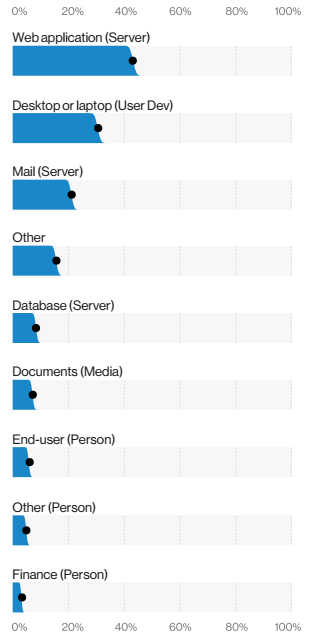 0% 20% 40% 60% 80% 100%
Web application (Server)
Desktop or laptop (User Dev)
Mail (Server)
Other
Database (Server)
Documents (Media)
End-user (Person)
Other (Person)
Finance (Person)
0% 20% 40% 60% 80% 100%